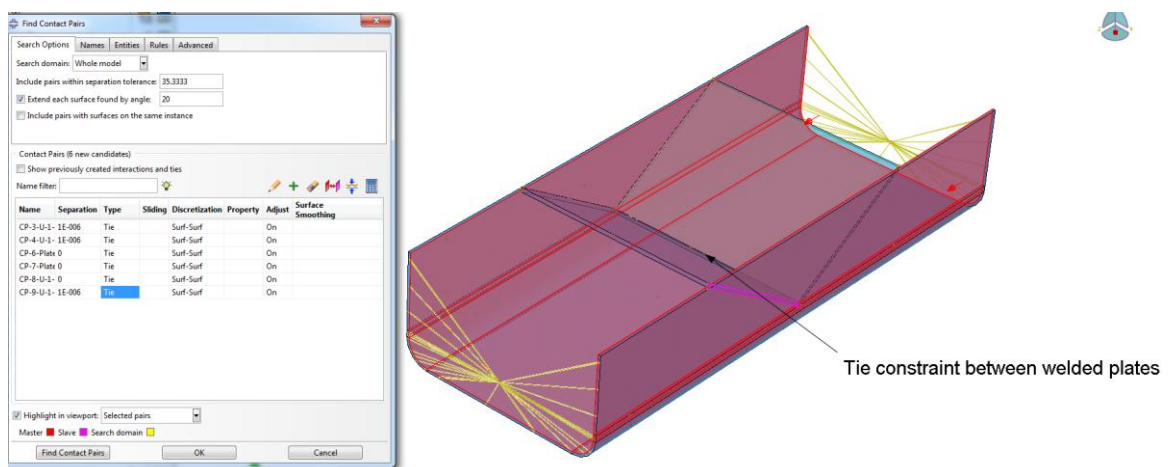 Find Contact Pairs
Search Options Names Entities Rules Advanced
Search domain: Whole model
Include pairs within separation tolerance: 35.3333
Extend each surface found by angle: 20
Include pairs with surfaces on the same instance
Contact Pairs (6 new candidates)
Show previously created interactions and ties
Name filter:
Name Separation Type Sliding Discretization Property Adjust Surface Smoothing
CP-3-U-1- 1E-006 Tie Surf-Surf On
CP-4-U-1- 1E-006 Tie Surf-Surf On
CP-6-Plate 0 Tie Surf-Surf On
CP-7-Plate 0 Tie Surf-Surf On
CP-8-U-1- 0 Tie Surf-Surf On
CP-9-U-1- 1E-006 Tie Surf-Surf On
Highlight in viewport: Selected pairs
Master Slave Search domain
Find Contact Pairs OK Cancel
Tie constraint between welded plates